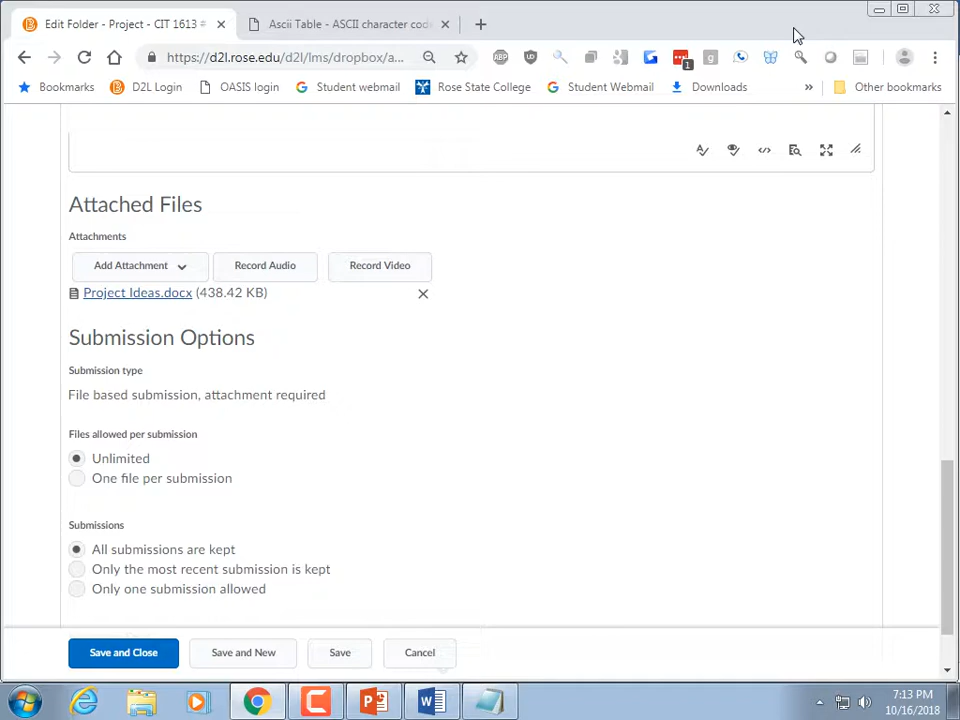 Edit Folder - Project - CIT 1613
Ascii Table - ASCII character code
https://d2l.rose.edu/d2l/lms/dropbox/a...
ABP
1
g
Bookmarks
D2L Login
OASIS login
Student webmail
Rose State College
Student Webmail
Downloads
Other bookmarks
Attached Files
Attachments
Add Attachment
Record Audio
Record Video
Project Ideas.docx (438.42 KB)
Submission Options
Submission type
File based submission, attachment required
Files allowed per submission
Unlimited
One file per submission
Submissions
All submissions are kept
Only the most recent submission is kept
Only one submission allowed
Save and Close
Save and New
Save
Cancel
7:13 PM
10/16/2018